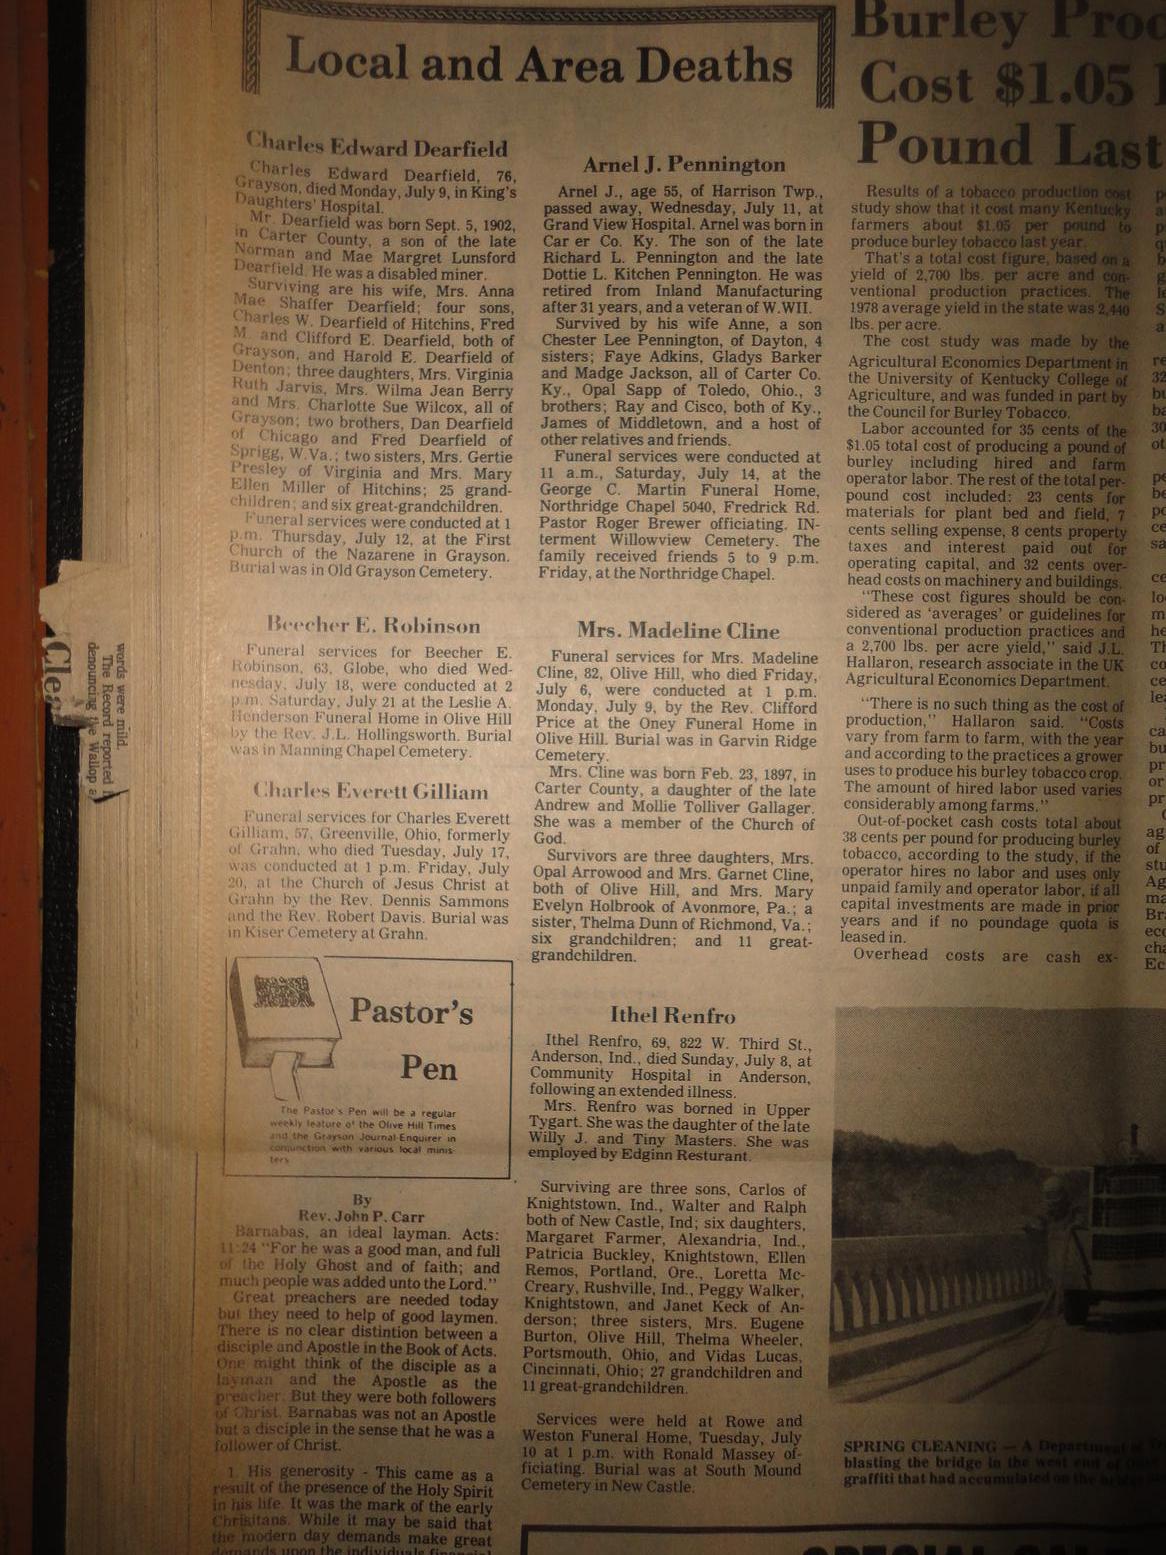 Local and Area Deaths
Charles Edward Dearfield
Charles Edward Dearfield, 76,
Grayson, died Monday, July 9, in King's
Daughters' Hospital.
Mr. Dearfield was born Sept. 5, 1902,
in Carter County, a son of the late
Norman and Mae Margret Lunsford
Dearfield. He was a disabled miner.
Surviving are his wife, Mrs. Anna
Mae Shaffer Dearfield; four sons,
Charles W. Dearfield of Hitchins, Fred
M. and Clifford E. Dearfield, both of
Grayson, and Harold E. Dearfield of
Denton; three daughters, Mrs. Virginia
Ruth Jarvis, Mrs. Wilma Jean Berry
and Mrs. Charlotte Sue Wilcox, all of
Grayson; two brothers, Dan Dearfield
of Chicago and Fred Dearfield of
Sprigg, W.Va.; two sisters, Mrs. Gertie
Presley of Virginia and Mrs. Mary
Ellen Miller of Hitchins; 25 grand-
children; and six great-grandchildren.
Funeral services were conducted at 1
p.m. Thursday, July 12, at the First
Church of the Nazarene in Grayson.
Burial was in Old Grayson Cemetery.
Beecher E. Robinson
Funeral services for Beecher E.
Robinson, 63, Globe, who died Wed-
nesday, July 18, were conducted at 2
p.m. Saturday, July 21 at the Leslie A.
Henderson Funeral Home in Olive Hill
by the Rev. J.L. Hollingsworth. Burial
was in Manning Chapel Cemetery.
Charles Everett Gilliam
Funeral services for Charles Everett
Gilliam, 57, Greenville, Ohio, formerly
of Grahn, who died Tuesday, July 17,
was conducted at 1 p.m. Friday, July
20, at the Church of Jesus Christ at
Grahn by the Rev. Dennis Sammons
and the Rev. Robert Davis. Burial was
in Kiser Cemetery at Grahn.
Pastor's
Pen
The Pastor's Pen will be a regular
weekly feature of the Olive Hill Times
and the Grayson Journal-Enquirer in
conjunction with various local minis-
ters
By
Rev. John P. Carr
Barnabas, an ideal layman. Acts:
11:24 "For he was a good man, and full
of the Holy Ghost and of faith; and
much people was added unto the Lord."
Great preachers are needed today
but they need to help of good laymen.
There is no clear distintion between a
disciple and Apostle in the Book of Acts.
One might think of the disciple as a
layman and the Apostle as the
preacher. But they were both followers
of Christ. Barnabas was not an Apostle
but a disciple in the sense that he was a
follower of Christ.
1. His generosity - This came as a
result of the presence of the Holy Spirit
in his life. It was the mark of the early
Chrisitans. While it may be said that
the modern day demands make great
demands upon the individuals
Arnel J. Pennington
Arnel J., age 55, of Harrison Twp.,
passed away, Wednesday, July 11, at
Grand View Hospital. Arnel was born in
Car er Co. Ky. The son of the late
Richard L. Pennington and the late
Dottie L. Kitchen Pennington. He was
retired from Inland Manufacturing
after 31 years, and a veteran of W.WII.
Survived by his wife Anne, a son
Chester Lee Pennington, of Dayton, 4
sisters; Faye Adkins, Gladys Barker
and Madge Jackson, all of Carter Co.
Ky., Opal Sapp of Toledo, Ohio., 3
brothers; Ray and Cisco, both of Ky.,
James of Middletown, and a host of
other relatives and friends.
Funeral services were conducted at
11 a.m., Saturday, July 14, at the
George C. Martin Funeral Home,
Northridge Chapel 5040, Fredrick Rd.
Pastor Roger Brewer officiating. IN-
terment Willowview Cemetery. The
family received friends 5 to 9 p.m.
Friday, at the Northridge Chapel.
Mrs. Madeline Cline
Funeral services for Mrs. Madeline
Cline, 82, Olive Hill, who died Friday,
July 6, were conducted at 1 p.m.
Monday, July 9, by the Rev. Clifford
Price at the Oney Funeral Home in
Olive Hill. Burial was in Garvin Ridge
Cemetery.
Mrs. Cline was born Feb. 23, 1897, in
Carter County, a daughter of the late
Andrew and Mollie Tolliver Gallager.
She was a member of the Church of
God.
Survivors are three daughters, Mrs.
Opal Arrowood and Mrs. Garnet Cline,
both of Olive Hill, and Mrs. Mary
Evelyn Holbrook of Avonmore, Pa.; a
sister, Thelma Dunn of Richmond, Va.;
six grandchildren; and 11 great-
grandchildren.
Ithel Renfro
Ithel Renfro, 69, 822 W. Third St.,
Anderson, Ind., died Sunday, July 8, at
Community Hospital in Anderson,
following an extended illness.
Mrs. Renfro was borned in Upper
Tygart. She was the daughter of the late
Willy J. and Tiny Masters. She was
employed by Edginn Resturant.
Surviving are three sons, Carlos of
Knightstown, Ind., Walter and Ralph
both of New Castle, Ind; six daughters,
Margaret Farmer, Alexandria, Ind.,
Patricia Buckley, Knightstown, Ellen
Remos, Portland, Ore., Loretta Mc-
Creary, Rushville, Ind., Peggy Walker,
Knightstown, and Janet Keck of An-
derson; three sisters, Mrs. Eugene
Burton, Olive Hill, Thelma Wheeler,
Portsmouth, Ohio, and Vidas Lucas,
Cincinnati, Ohio; 27 grandchildren and
11 great-grandchildren.
Services were held at Rowe and
Weston Funeral Home, Tuesday, July
10 at 1 p.m. with Ronald Massey of-
ficiating. Burial was at South Mound
Cemetery in New Castle.
Burley
Cost $1.05
Pound Last
Results of a tobacco production cost
study show that it cost many Kentucky
farmers about $1.05 per pound to
produce burley tobacco last year.
That's a total cost figure, based on a
yield of 2,700 lbs. per acre and con-
ventional production practices. The
1978 average yield in the state was 2,440
lbs. per acre.
The cost study was made by the
Agricultural Economics Department in
the University of Kentucky College of
Agriculture, and was funded in part by
the Council for Burley Tobacco.
Labor accounted for 35 cents of the
$1.05 total cost of producing a pound of
burley including hired and farm
operator labor. The rest of the total per-
pound cost included: 23 cents for
materials for plant bed and field, 7
cents selling expense, 8 cents property
taxes and interest paid out for
operating capital, and 32 cents over-
head costs on machinery and buildings.
"These cost figures should be con-
sidered as 'averages' or guidelines for
conventional production practices and
a 2,700 lbs. per acre yield," said J.L.
Hallaron, research associate in the UK
Agricultural Economics Department.
"There is no such thing as the cost of
production," Hallaron said. "Costs
vary from farm to farm, with the year
and according to the practices a grower
uses to produce his burley tobacco crop.
The amount of hired labor used varies
considerably among farms."
Out-of-pocket cash costs total about
38 cents per pound for producing burley
tobacco, according to the study, if the
operator hires no labor and uses only
unpaid family and operator labor, if all
capital investments are made in prior
years and if no poundage quota is
leased in.
Overhead costs are cash ex-
SPRING CLEANING — A Department of
blasting the bridge in the west end of
graffiti that had accumulated on the
words were mild.
The Record reported
denouncing the Wallop